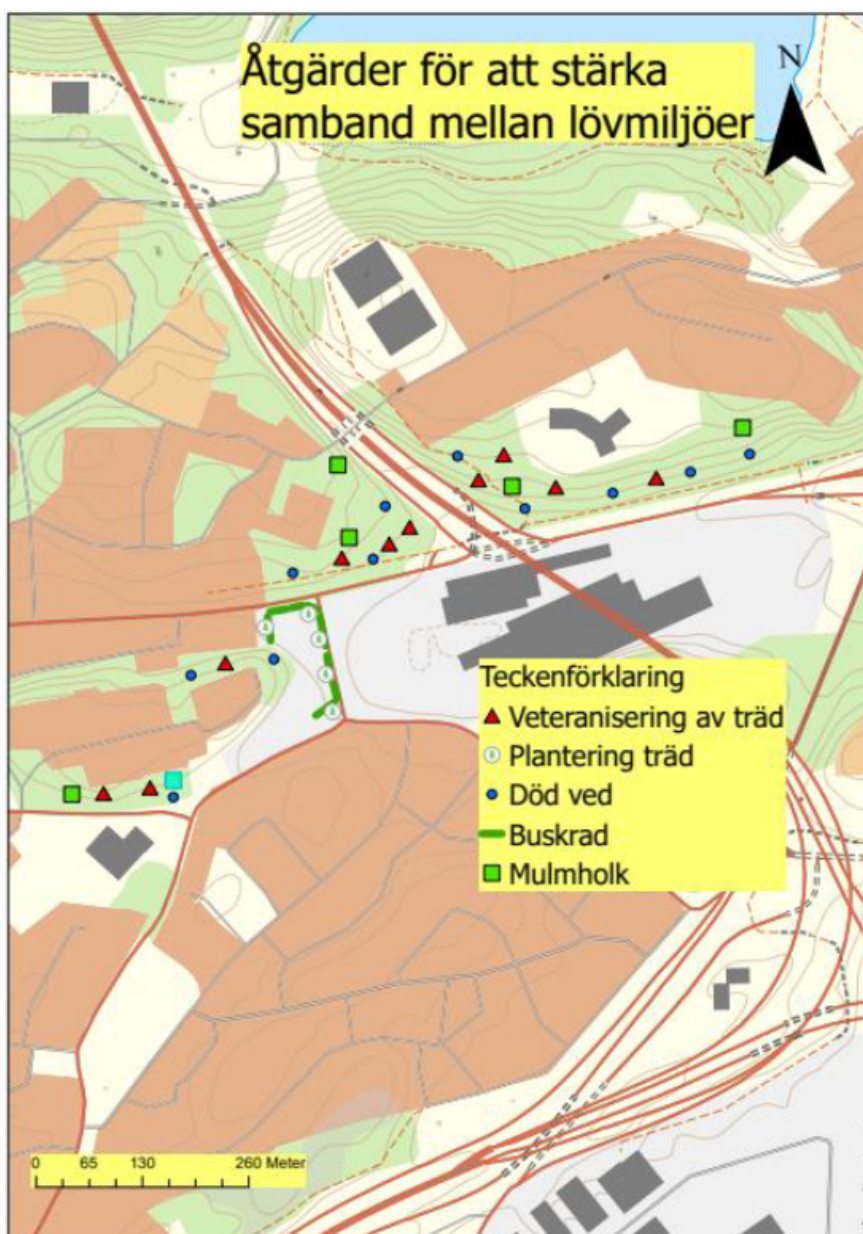 Åtgärder för att stärka
samband mellan lövmiljöer
N
Teckenförklaring
Veteranisering av träd
Plantering träd
Död ved
Buskrad
Mulmholk
0 65 130 260 Meter